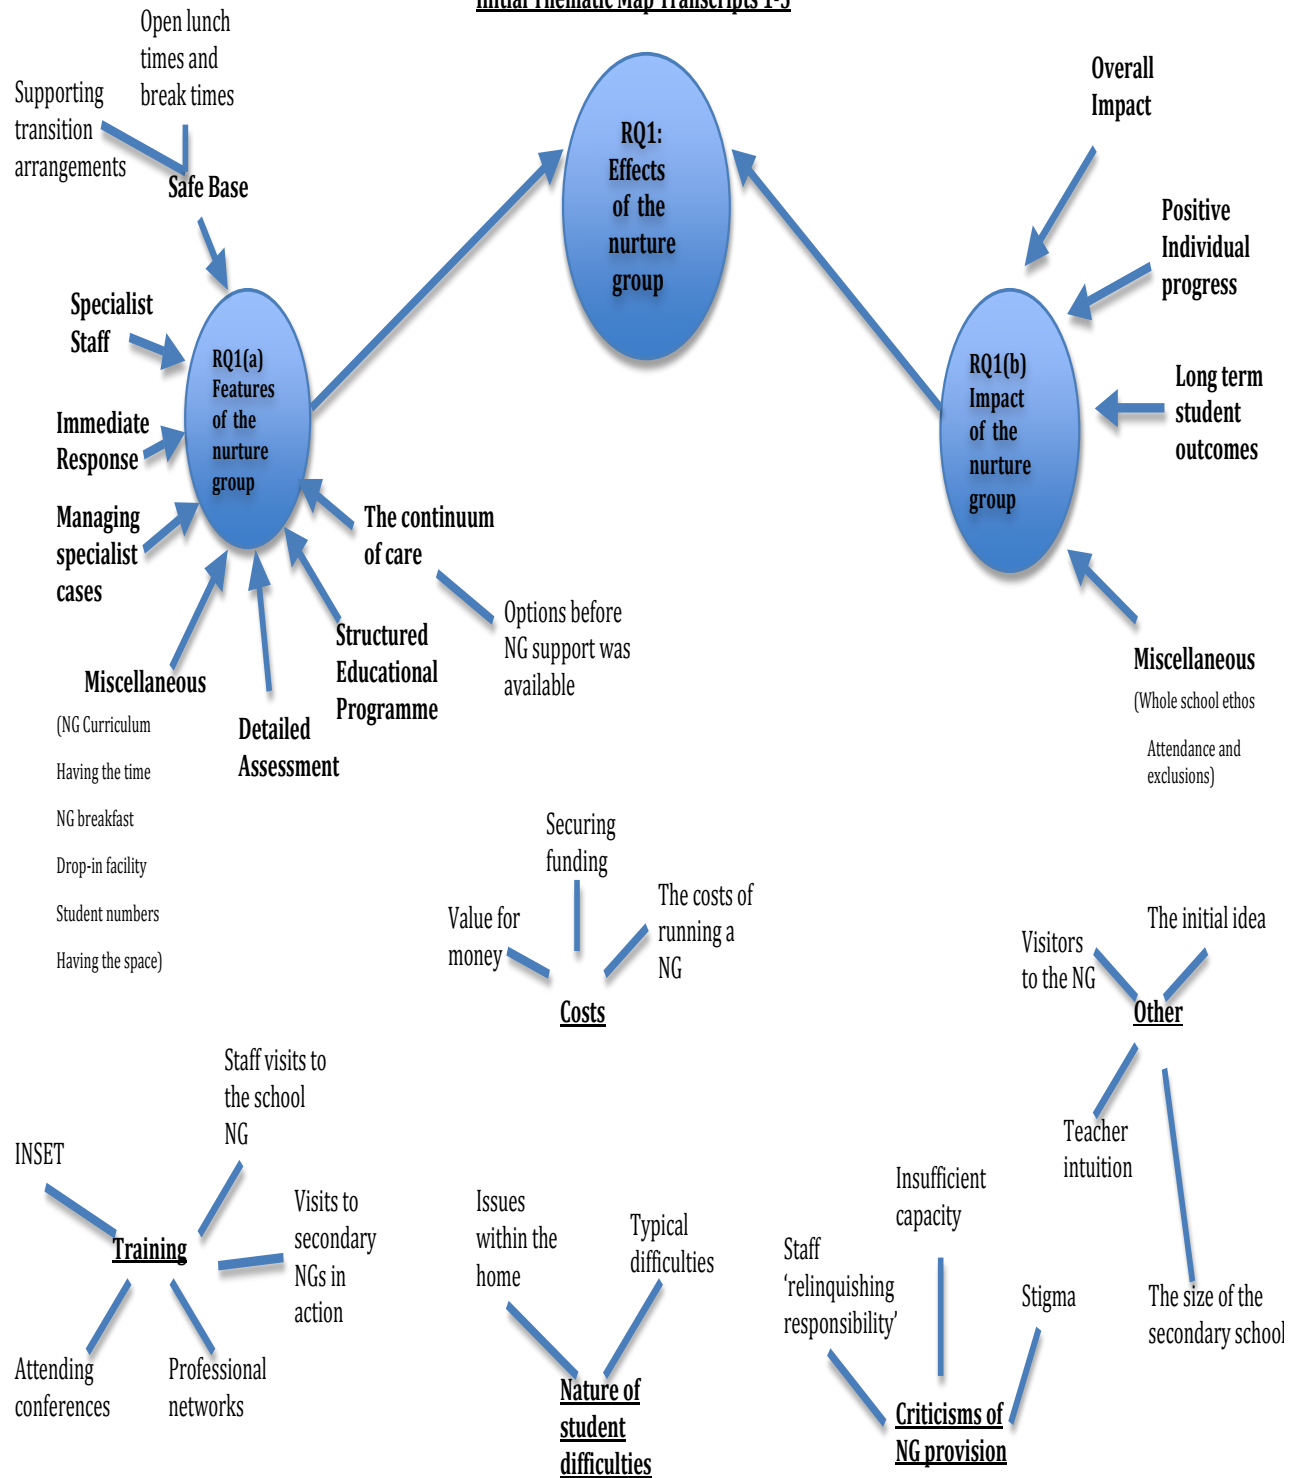 Initial Thematic Map Transcripts 1-5
Open lunch
times and
break times
Supporting
transition
arrangements
Safe Base
Specialist
Staff
Immediate
Response
Managing
specialist
cases
Miscellaneous
(NG Curriculum
Having the time
NG breakfast
Drop-in facility
Student numbers
Having the space)
Detailed
Assessment
Structured
Educational
Programme
The continuum
of care
Options before
NG support was
available
RQ1(a)
Features
of the
nurture
group
RQ1:
Effects
of the
nurture
group
RQ1(b)
Impact
of the
nurture
group
Overall
Impact
Positive
Individual
progress
Long term
student
outcomes
Miscellaneous
(Whole school ethos
Attendance and
exclusions)
Securing
funding
Value for
money
The costs of
running a
NG
Costs
Visitors
to the NG
The initial idea
Other
Teacher
intuition
The size of the
secondary school
Staff visits to
the school
NG
INSET
Training
Visits to
secondary
NGs in
action
Attending
conferences
Professional
networks
Issues
within the
home
Typical
difficulties
Nature of
student
difficulties
Insufficient
capacity
Staff
‘relinquishing
responsibility’
Stigma
Criticisms of
NG provision